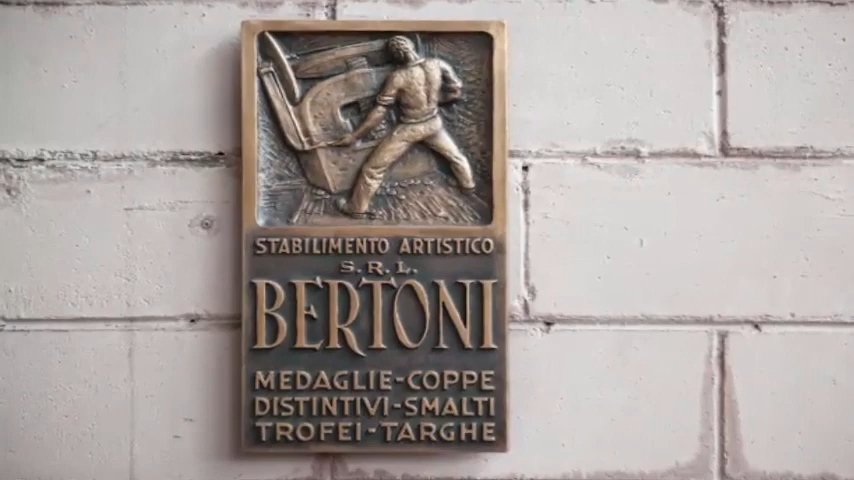 STABILIMENTO ARTISTICO
S.R.L.
BERTONI
MEDAGLIE-COPPE
DISTINTIVI-SMALTI
TROFEI-TARGHE